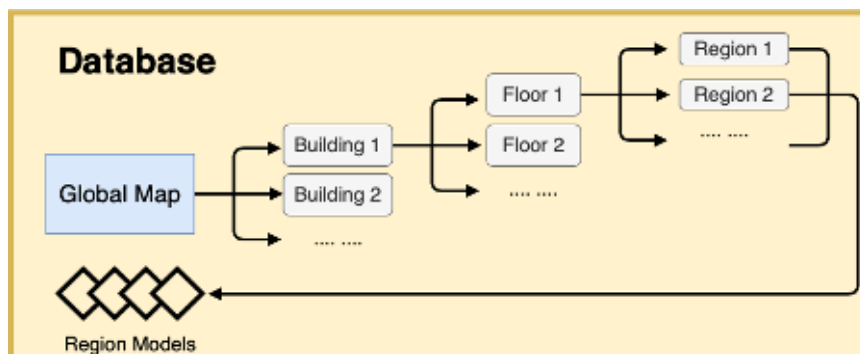 Database
Global Map
Building 1
Building 2
.... ....
Floor 1
Floor 2
.... ....
Region 1
Region 2
.... ....
Region Models